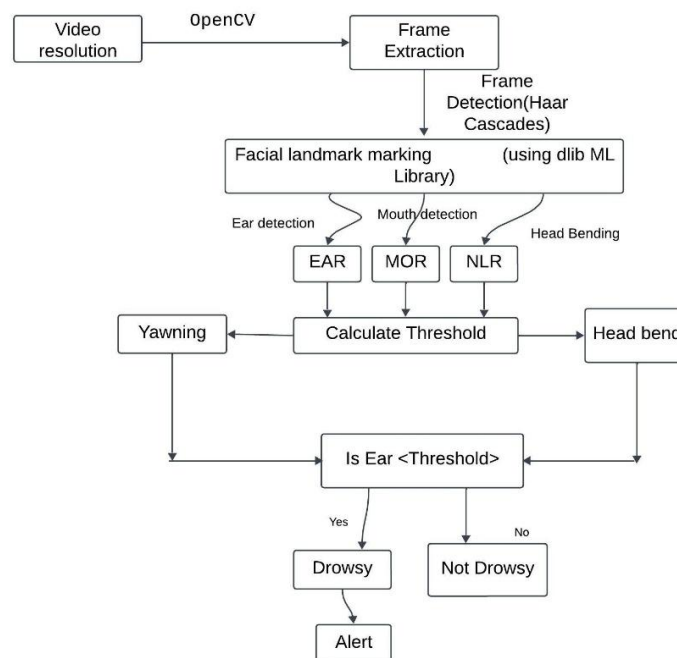 OpenCV
Video
resolution
Frame
Extraction
Frame
Detection(Haar
Cascades)
Facial landmark marking (using dlib ML
Library)
Ear detection
Mouth detection
Head Bending
EAR
MOR
NLR
Yawning
Calculate Threshold
Head bend
Is Ear <Threshold>
Yes
No
Drowsy
Not Drowsy
Alert